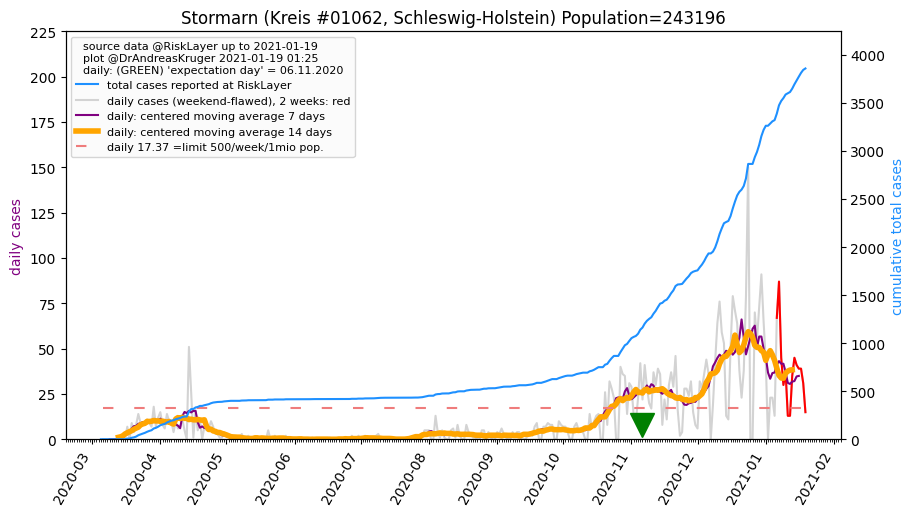 Stormarn (Kreis #01062, Schleswig-Holstein) Population=243196
source data @RiskLayer up to 2021-01-19
plot @DrAndreasKruger 2021-01-19 01:25
daily: (GREEN) 'expectation day' = 06.11.2020
total cases reported at RiskLayer
daily cases (weekend-flawed), 2 weeks: red
daily: centered moving average 7 days
daily: centered moving average 14 days
daily 17.37 =limit 500/week/1mio pop.
daily cases
225
200
175
150
125
100
75
50
25
0
cumulative total cases
4000
3500
3000
2500
2000
1500
1000
500
0
2020-03
2020-04
2020-05
2020-06
2020-07
2020-08
2020-09
2020-10
2020-11
2020-12
2021-01
2021-02